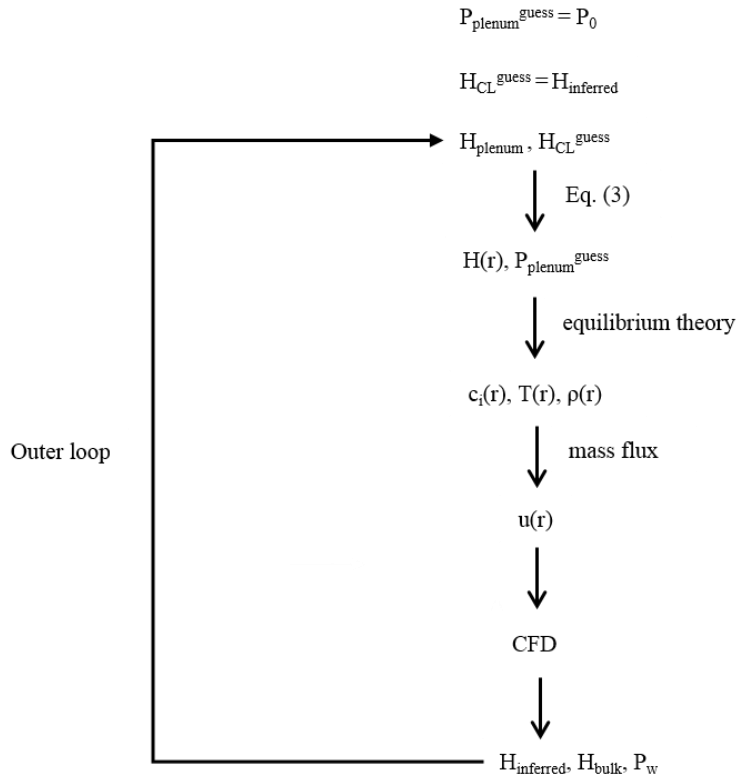 P_plenum^guess = P_0
H_CL^guess = H_inferred
H_plenum, H_CL^guess
Eq. (3)
H(r), P_plenum^guess
equilibrium theory
c_i(r), T(r), ρ(r)
Outer loop
mass flux
u(r)
CFD
H_inferred, H_bulk, P_w